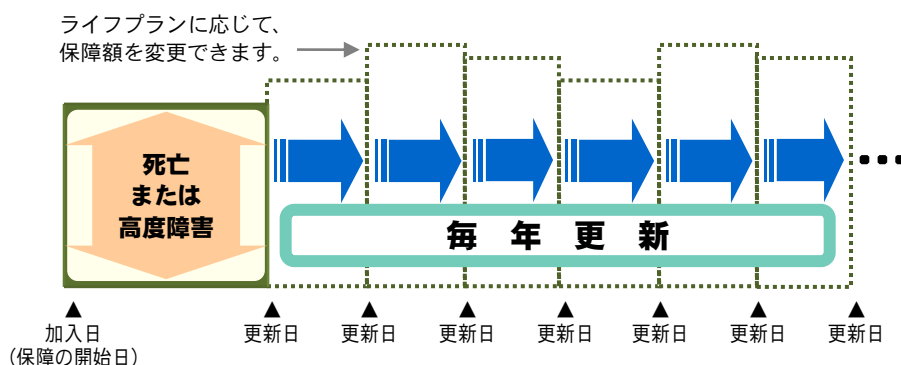 ライフプランに応じて、
保障額を変更できます。
死亡
または
高度障害
毎年更新
加入日
（保障の開始日）
更新日
更新日
更新日
更新日
更新日
更新日
更新日